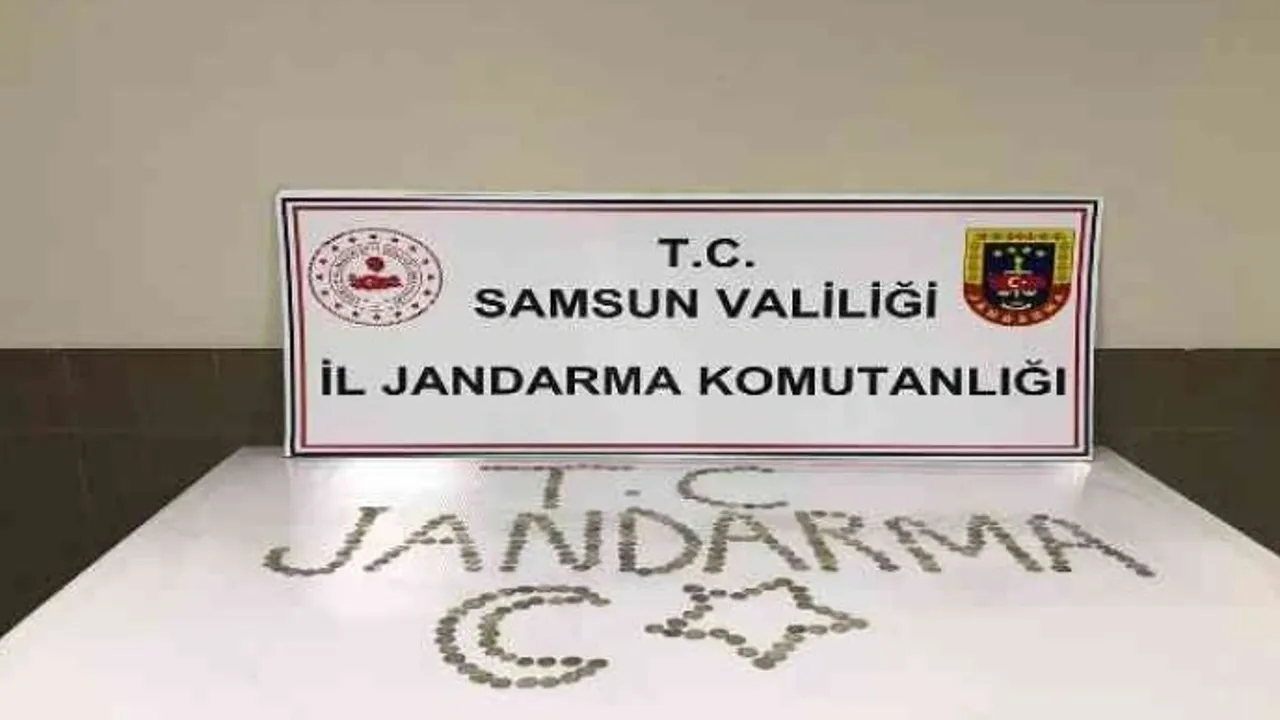 T.C.
SAMSUN VALİLİĞİ
İL JANDARMA KOMUTANLIĞI
T.C
JANDARMA